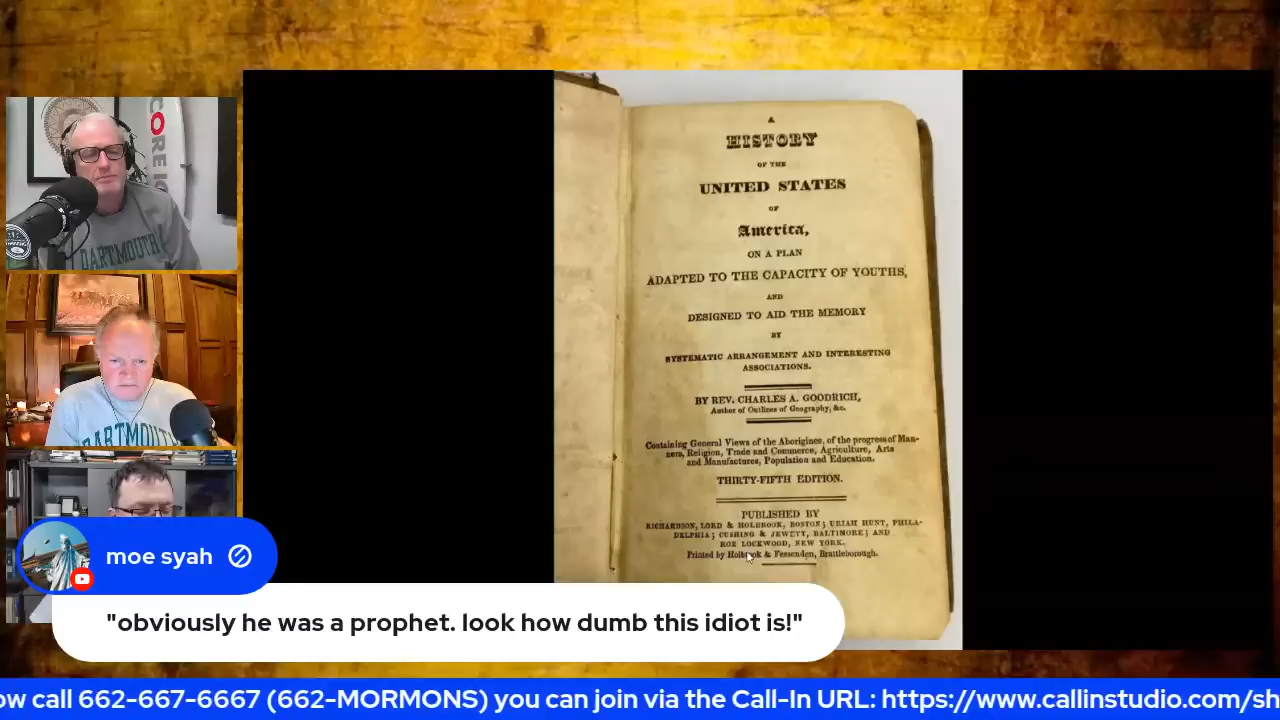 A
HISTORY
OF THE
UNITED STATES
OF
America,
ON A PLAN
ADAPTED TO THE CAPACITY OF YOUTHS,
AND
DESIGNED TO AID THE MEMORY
BY
SYSTEMATIC ARRANGEMENT AND INTERESTING
ASSOCIATIONS.
BY REV. CHARLES A. GOODRICH,
Author of Outlines of Geography, &c.
Containing General Views of the Aborigines, of the progress of Man-
ners, Religion, Trade and Commerce, Agriculture, Arts
and Manufactures, Population and Education.
THIRTY-FIFTH EDITION.
PUBLISHED BY
RICHARDSON, LORD & HOLBROOK, BOSTON; URIAH HUNT, PHILA-
DELPHIA; CUSHING & JEWETT, BALTIMORE; AND
ROE LOCKWOOD, NEW YORK.
Printed by Holbrook & Fessenden, Brattleborough.
CORE
DARTMOUTH
DARTMOUTH
moe syah
"obviously he was a prophet. look how dumb this idiot is!"
ow call 662-667-6667 (662-MORMONS) you can join via the Call-In URL: https://www.callinstudio.com/sh